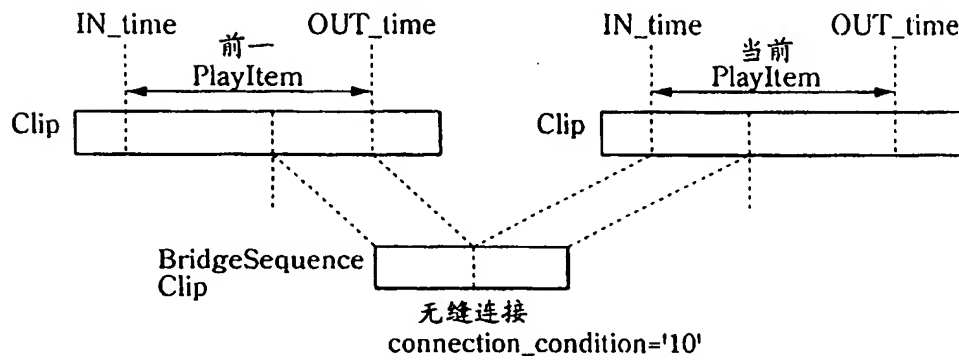 IN_time OUT_time IN_time OUT_time
前一 当前
PlayItem PlayItem
Clip Clip
BridgeSequence
Clip
无缝连接
connection_condition='10'